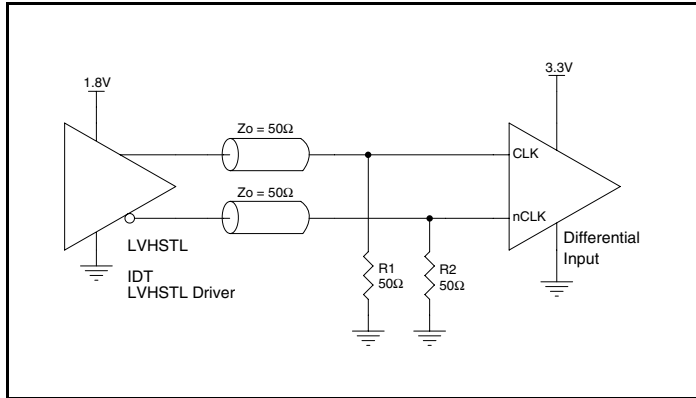 1.8V
3.3V
Zo = 50Ω
CLK
Zo = 50Ω
nCLK
LVHSTL
IDT
LVHSTL Driver
R1
50Ω
R2
50Ω
Differential
Input